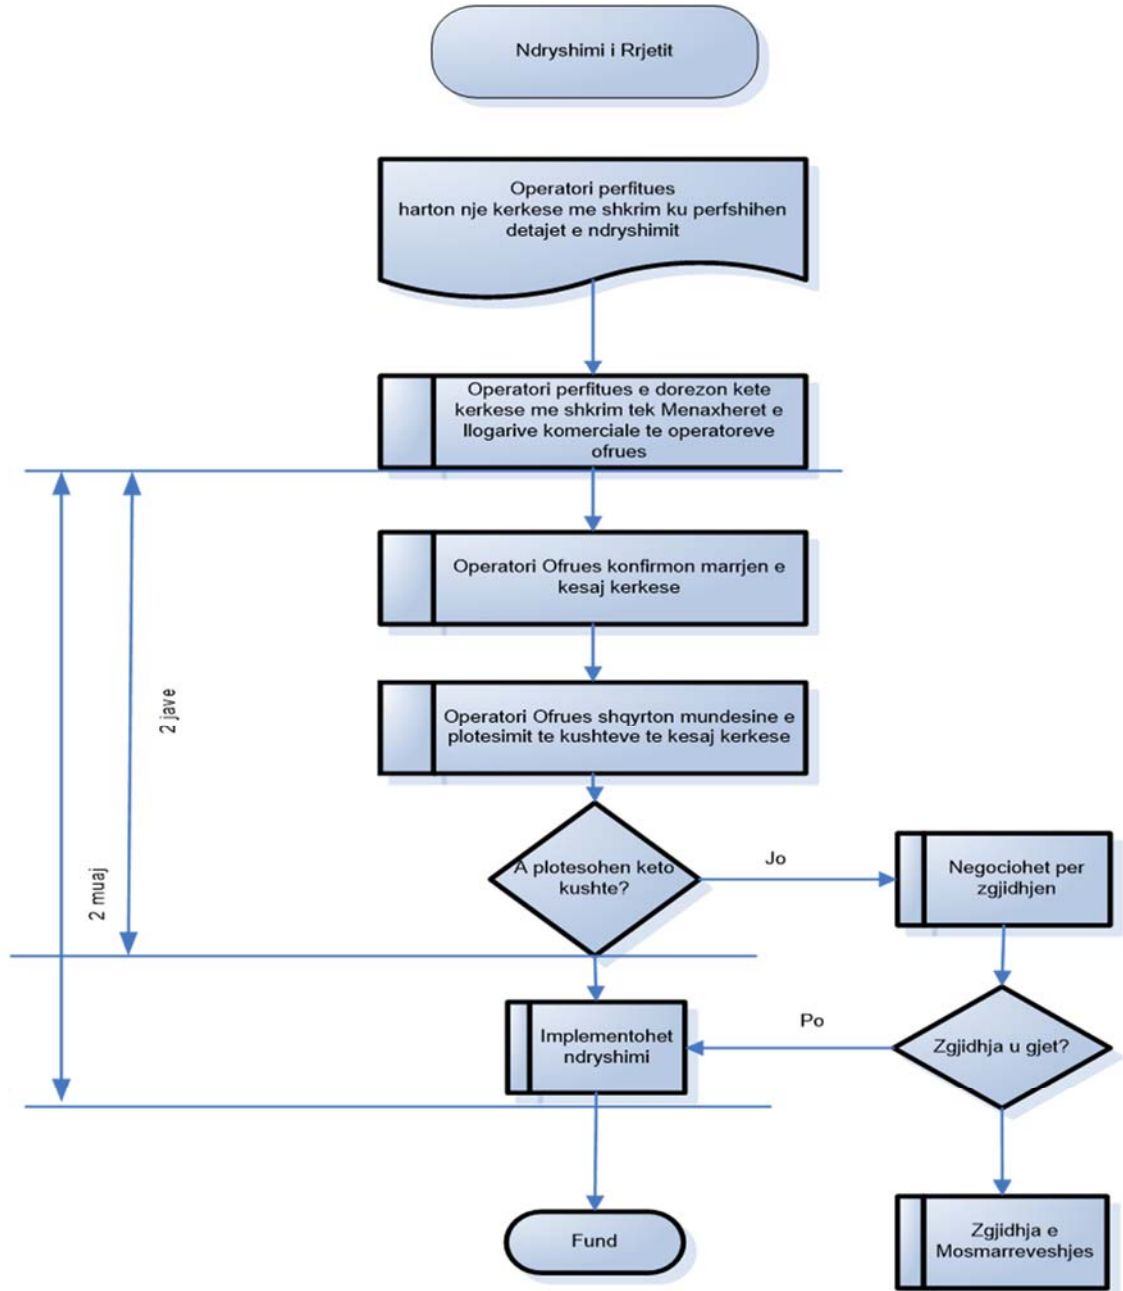 Ndryshimi i Rrjetit
Operatori perfitues
harton nje kerkese me shkrim ku perfshihen
detajet e ndryshimit
Operatori perfitues e dorezon kete
kerkese me shkrim tek Menaxheret e
llogarive komerciale te operatoreve
ofrues
Operatori Ofrues konfirmon marrjen e
kesaj kerkese
Operatori Ofrues shqyrton mundesine e
plotesimit te kushteve te kesaj kerkese
2 jave
2 muaj
A plotesohen keto
kushte?
Jo
Negociohet per
zgjidhjen
Implementohet
ndryshimi
Po
Zgjidhja u gjet?
Fund
Zgjidhja e
Mosmarreveshjes